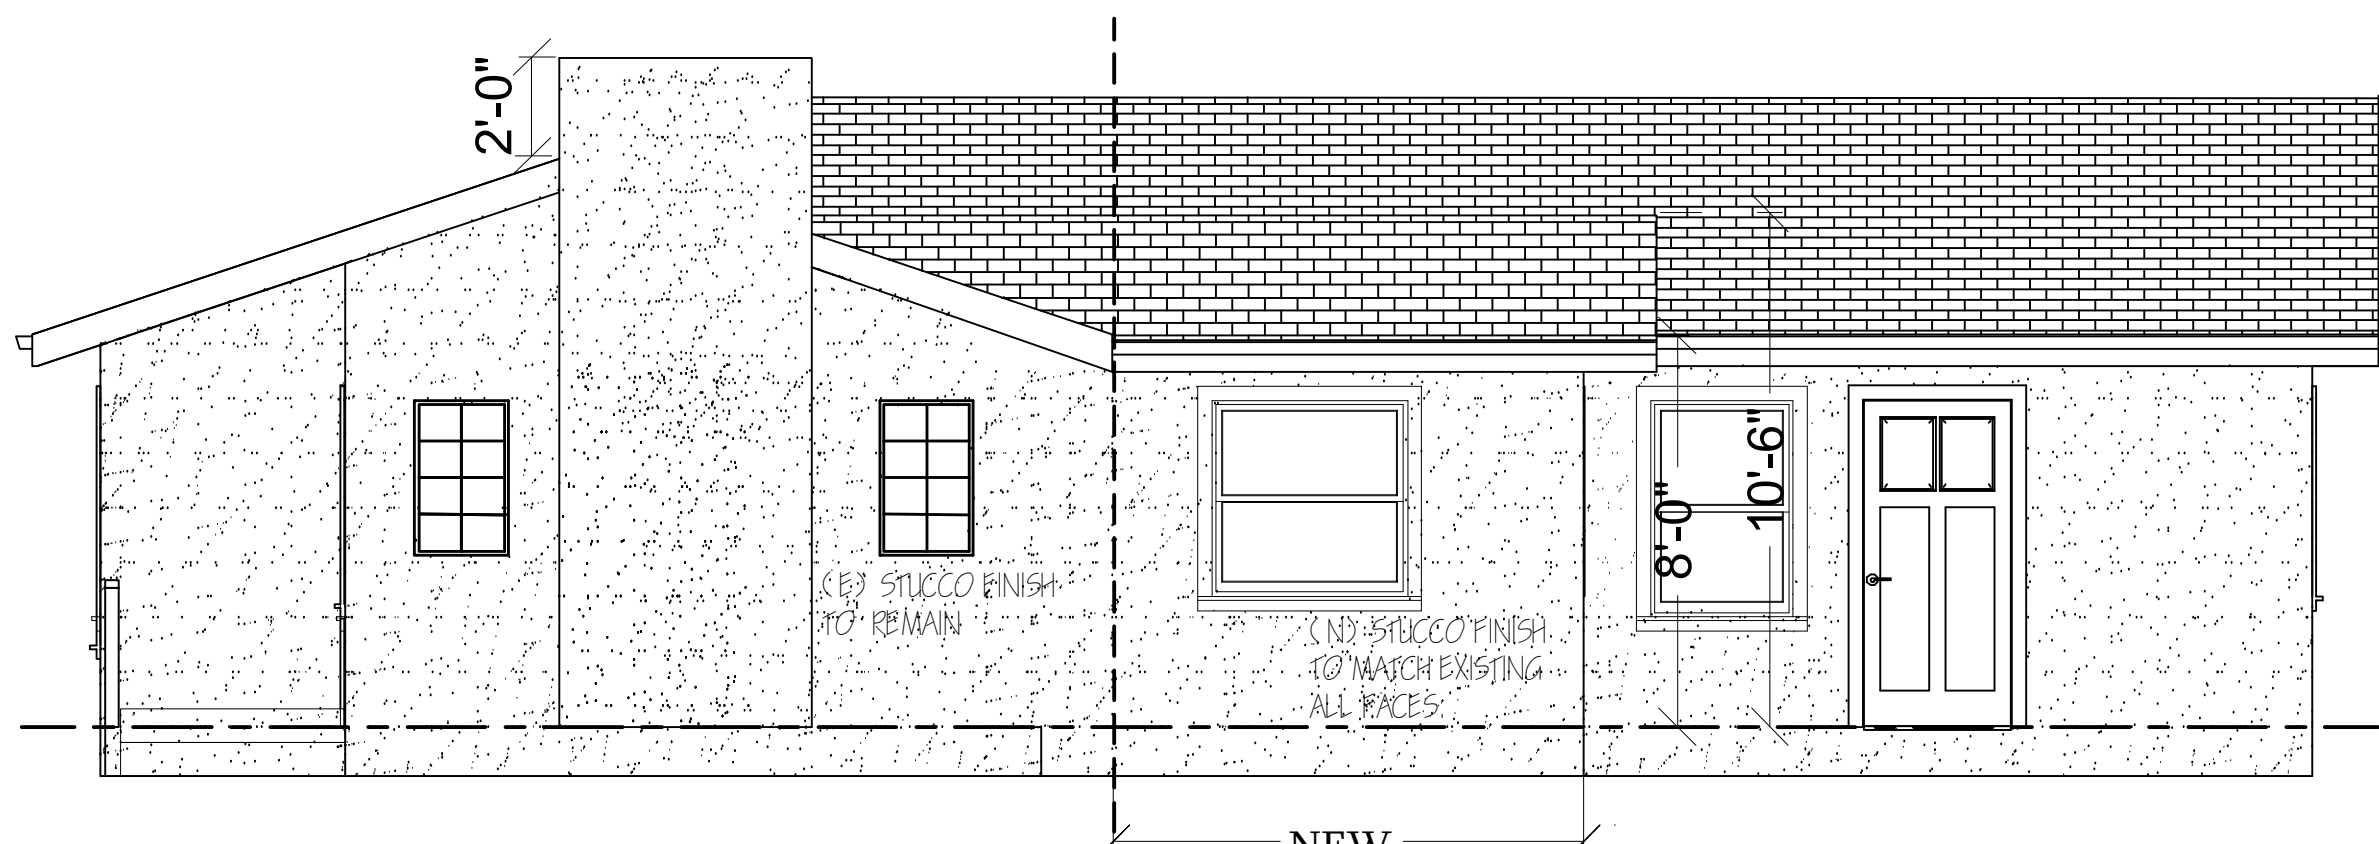 2'-0"
8'-0"
10'-6"
(E) STUCCO FINISH
TO REMAIN
(N) STUCCO FINISH
TO MATCH EXISTING
ALL FACES
NEW